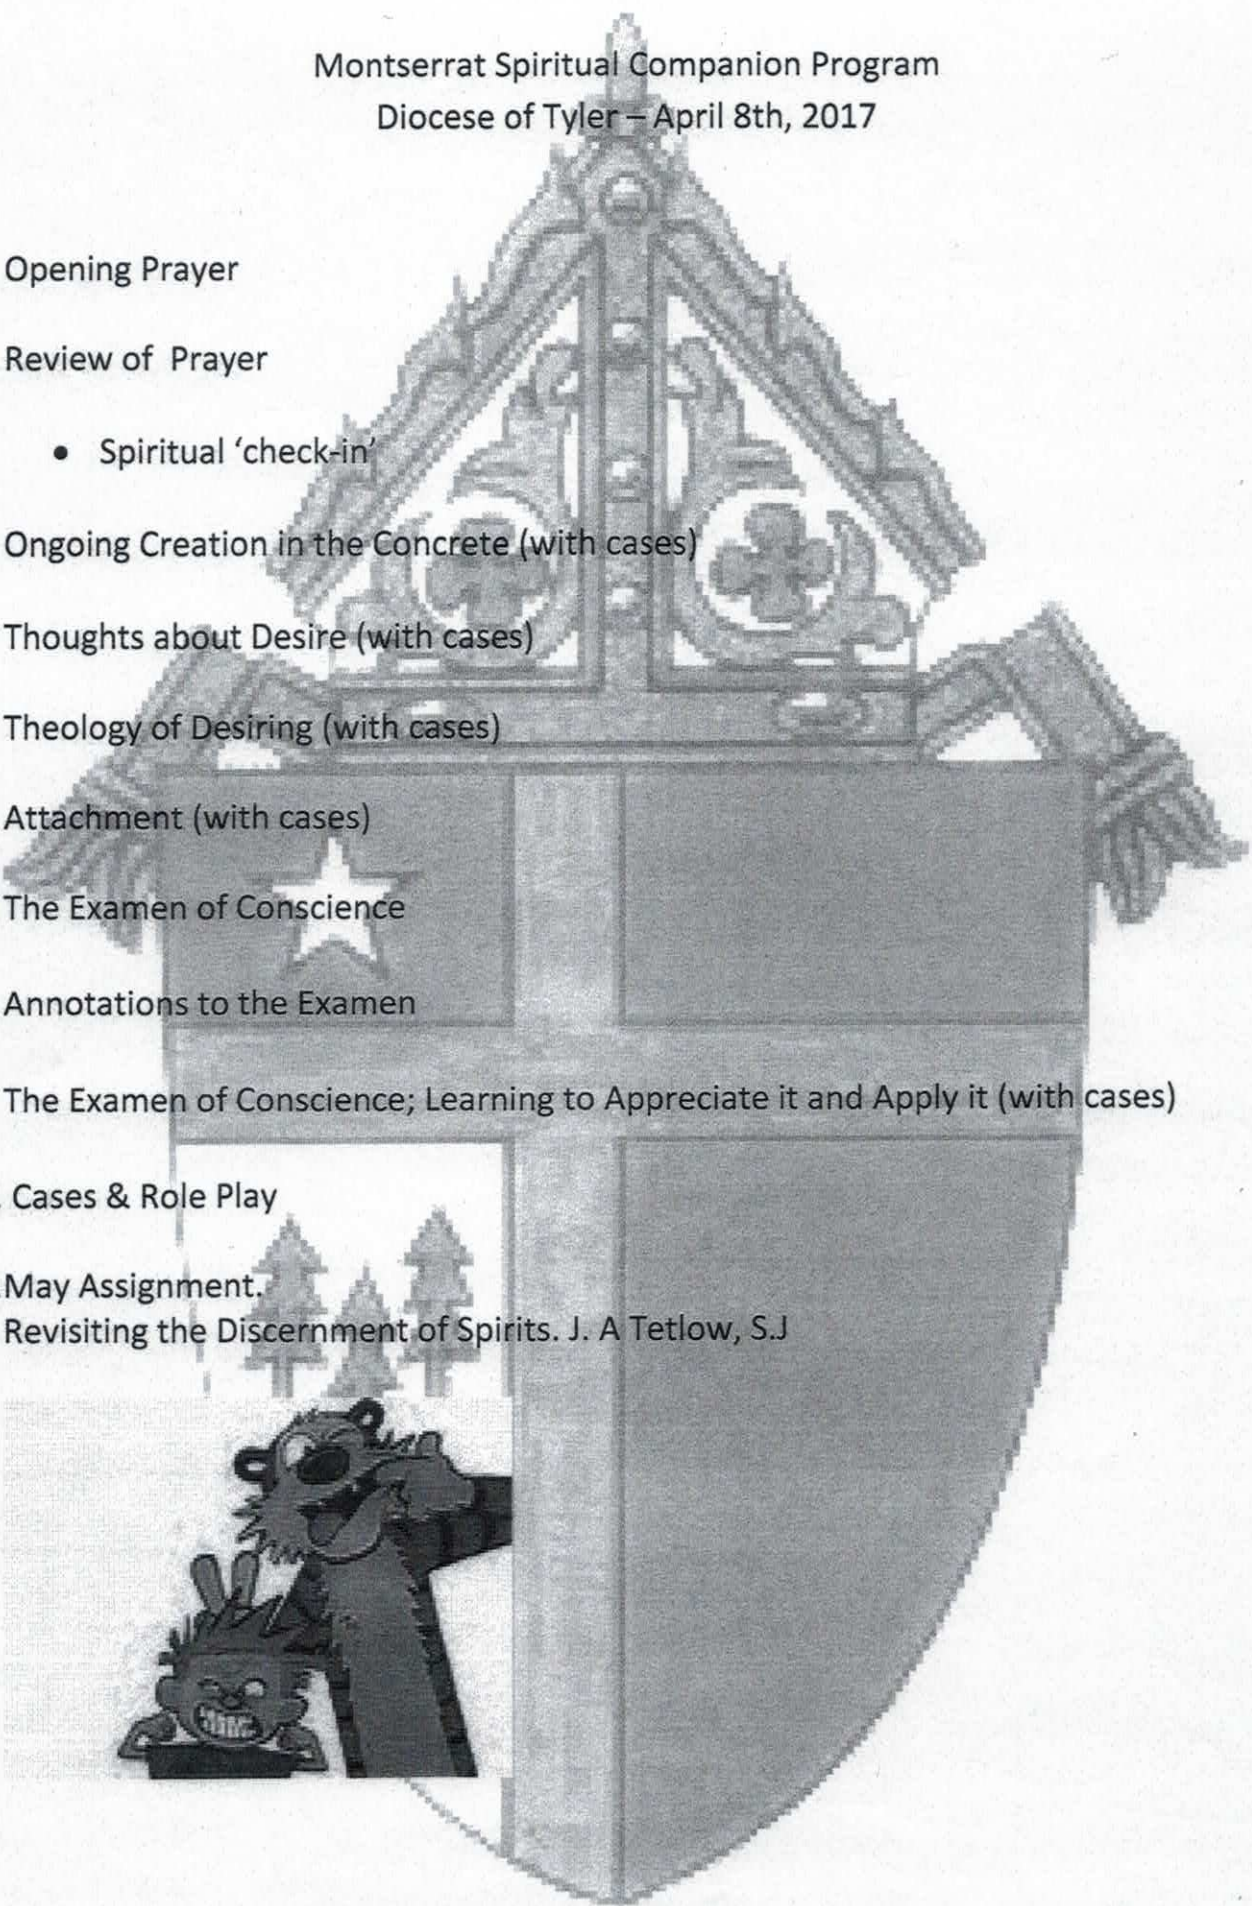 Montserrat Spiritual Companion Program
Diocese of Tyler – April 8th, 2017
Opening Prayer
Review of Prayer
• Spiritual ‘check-in’
Ongoing Creation in the Concrete (with cases)
Thoughts about Desire (with cases)
Theology of Desiring (with cases)
Attachment (with cases)
The Examen of Conscience
Annotations to the Examen
The Examen of Conscience; Learning to Appreciate it and Apply it (with cases)
Cases & Role Play
May Assignment.
Revisiting the Discernment of Spirits. J. A Tetlow, S.J